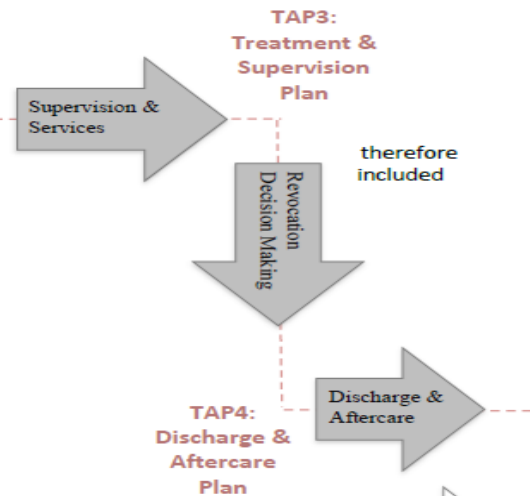 TAP3:
Treatment &
Supervision
Plan
Supervision &
Services
therefore
included
Revocation
Decision Making
Discharge &
Aftercare
TAP4:
Discharge &
Aftercare
Plan